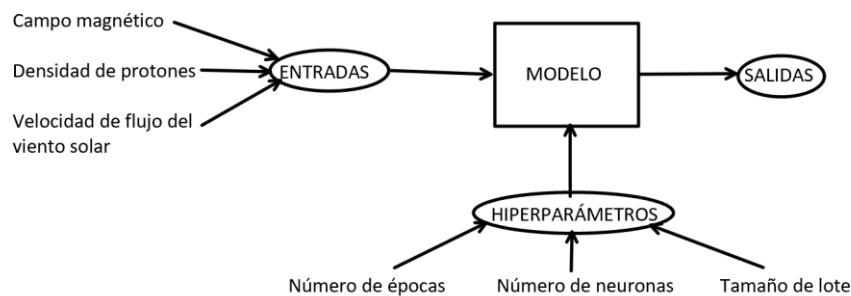 Campo magnético
Densidad de protones
Velocidad de flujo del
viento solar
ENTRADAS
MODELO
SALIDAS
HIPERPARÁMETROS
Número de épocas
Número de neuronas
Tamaño de lote